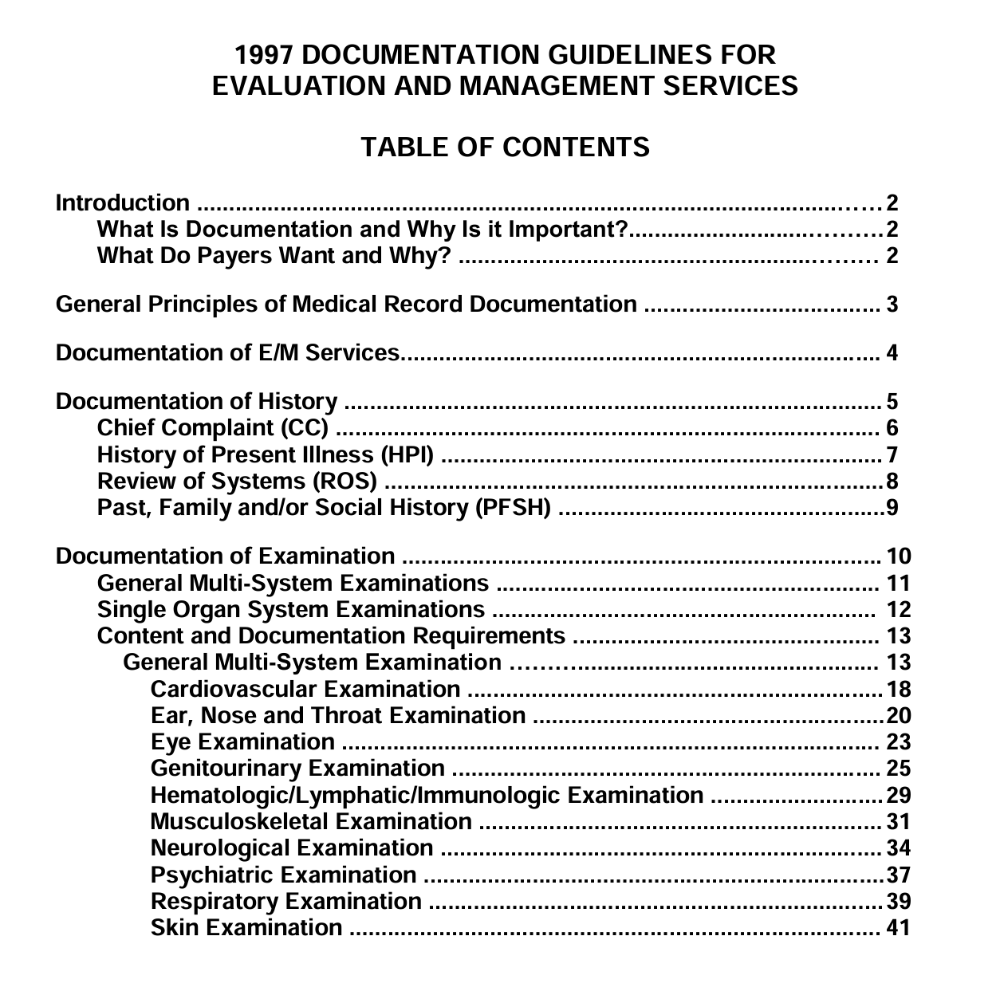 1997 DOCUMENTATION GUIDELINES FOR
EVALUATION AND MANAGEMENT SERVICES
TABLE OF CONTENTS
Introduction ........................................................................................................ 2
What Is Documentation and Why Is it Important?........................................ 2
What Do Payers Want and Why? .................................................................. 2
General Principles of Medical Record Documentation ..................................... 3
Documentation of E/M Services.......................................................................... 4
Documentation of History ................................................................................... 5
Chief Complaint (CC) ..................................................................................... 6
History of Present Illness (HPI) ..................................................................... 7
Review of Systems (ROS) .............................................................................. 8
Past, Family and/or Social History (PFSH) ...................................................9
Documentation of Examination .......................................................................... 10
General Multi-System Examinations ............................................................ 11
Single Organ System Examinations ............................................................ 12
Content and Documentation Requirements ................................................ 13
General Multi-System Examination .......................................................... 13
Cardiovascular Examination ................................................................. 18
Ear, Nose and Throat Examination .......................................................20
Eye Examination .................................................................................... 23
Genitourinary Examination ................................................................... 25
Hematologic/Lymphatic/Immunologic Examination ........................... 29
Musculoskeletal Examination ............................................................... 31
Neurological Examination ..................................................................... 34
Psychiatric Examination ........................................................................ 37
Respiratory Examination ....................................................................... 39
Skin Examination ................................................................................... 41